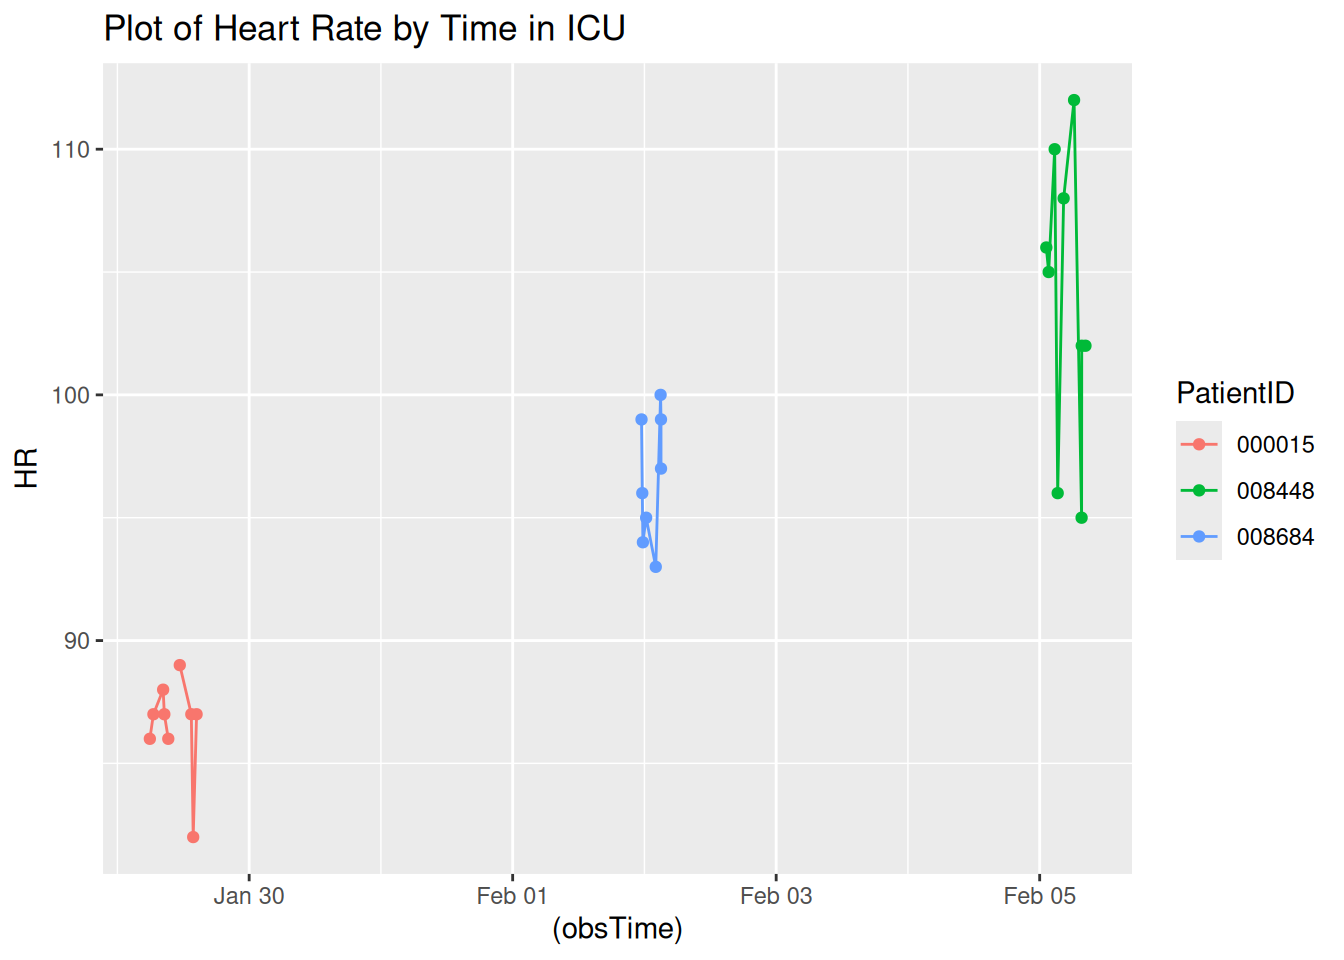 Plot of Heart Rate by Time in ICU
110
100
90
HR
Jan 30
Feb 01
Feb 03
Feb 05
(obsTime)
PatientID
000015
008448
008684